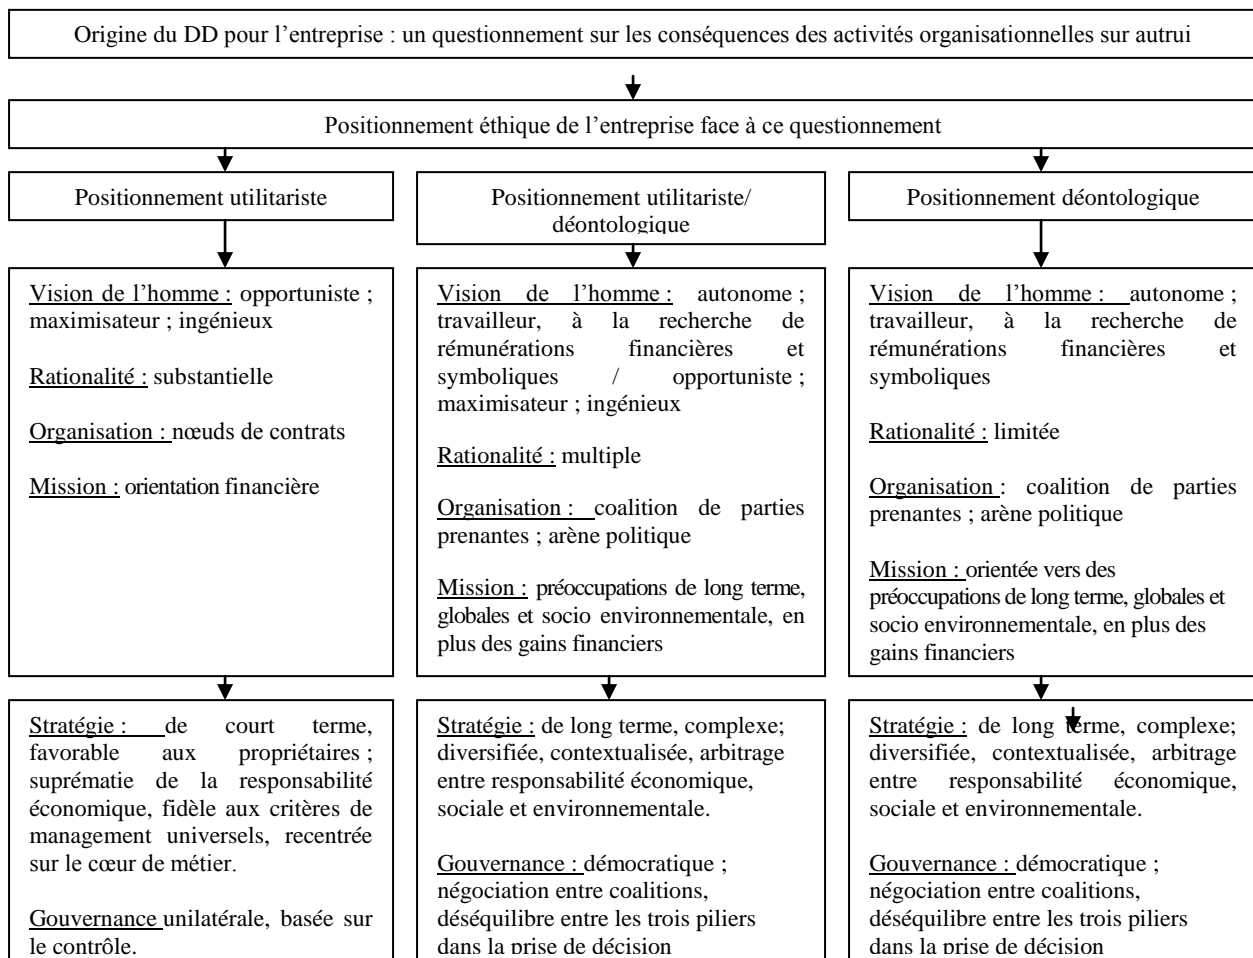 Origine du DD pour l’entreprise : un questionnement sur les conséquences des activités organisationnelles sur autrui
Positionnement éthique de l’entreprise face à ce questionnement
Positionnement utilitariste
Positionnement utilitariste/
déontologique
Positionnement déontologique
Vision de l’homme : opportuniste ;
maximisateur ; ingénieux
Rationalité : substantielle
Organisation : nœuds de contrats
Mission : orientation financière
Vision de l’homme : autonome ;
travailleur, à la recherche de
rémunérations financières et
symboliques / opportuniste ;
maximisateur ; ingénieux
Rationalité : multiple
Organisation : coalition de parties
prenantes ; arène politique
Mission : préoccupations de long terme,
globales et socio environnementale, en
plus des gains financiers
Vision de l’homme : autonome ;
travailleur, à la recherche de
rémunérations financières et
symboliques
Rationalité : limitée
Organisation : coalition de parties
prenantes ; arène politique
Mission : orientée vers des
préoccupations de long terme, globales et
socio environnementale, en plus des
gains financiers
Stratégie : de court terme,
favorable aux propriétaires ;
suprématie de la responsabilité
économique, fidèle aux critères de
management universels, recentrée
sur le cœur de métier.
Gouvernance unilatérale, basée sur
le contrôle.
Stratégie : de long terme, complexe;
diversifiée, contextualisée, arbitrage
entre responsabilité économique,
sociale et environnementale.
Gouvernance : démocratique ;
négociation entre coalitions,
déséquilibre entre les trois piliers
dans la prise de décision
Stratégie : de long terme, complexe;
diversifiée, contextualisée, arbitrage
entre responsabilité économique,
sociale et environnementale.
Gouvernance : démocratique ;
négociation entre coalitions,
déséquilibre entre les trois piliers
dans la prise de décision